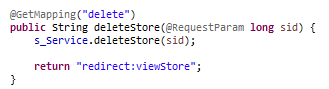 @GetMapping("delete")
public String deleteStore(@RequestParam long sid) {
    s_Service.deleteStore(sid);

    return "redirect:viewStore";
}